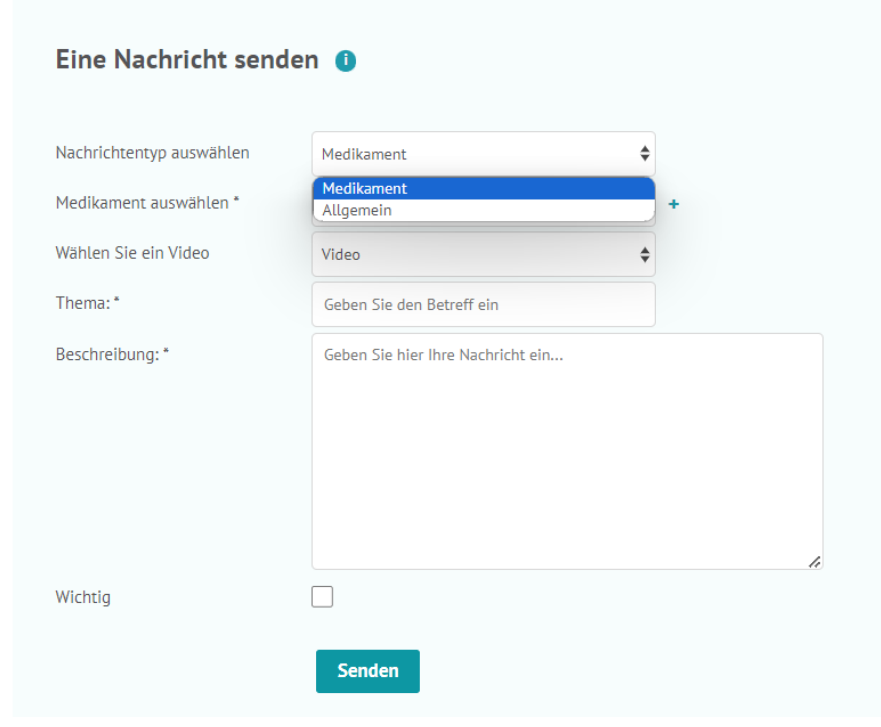 Eine Nachricht senden i
Nachrichtentyp auswählen Medikament
Medikament
Medikament auswählen * +
Allgemein
Wählen Sie ein Video Video
Thema: * Geben Sie den Betreff ein
Beschreibung: * Geben Sie hier Ihre Nachricht ein...
Wichtig
Senden